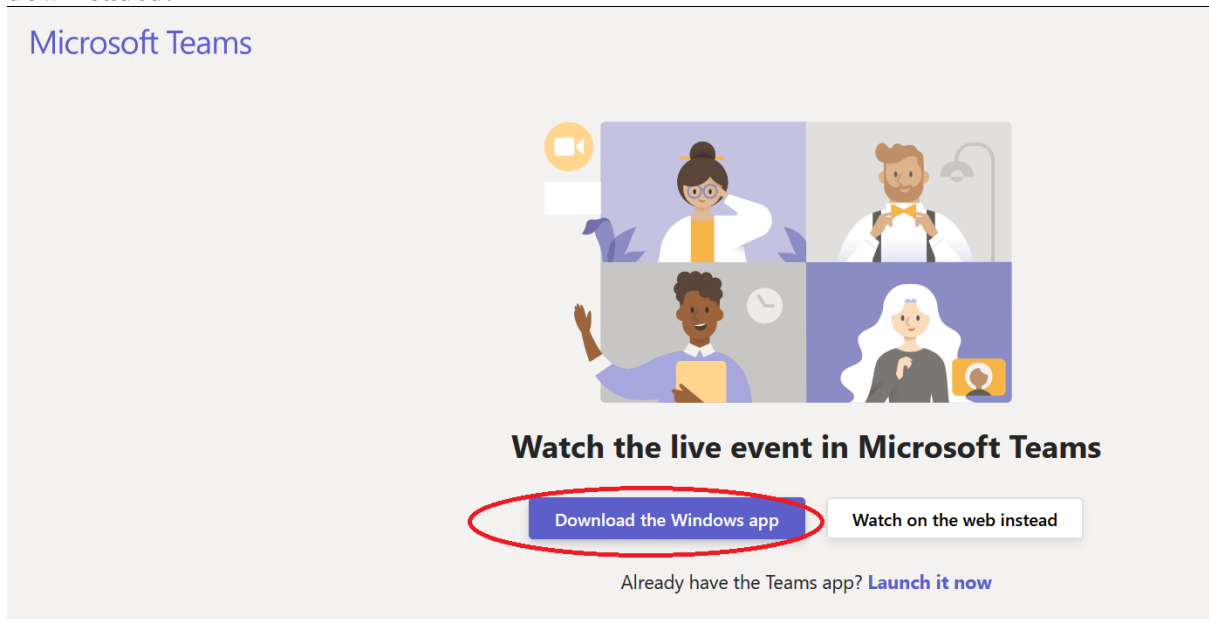 Microsoft Teams
Watch the live event in Microsoft Teams
Download the Windows app
Watch on the web instead
Already have the Teams app? Launch it now